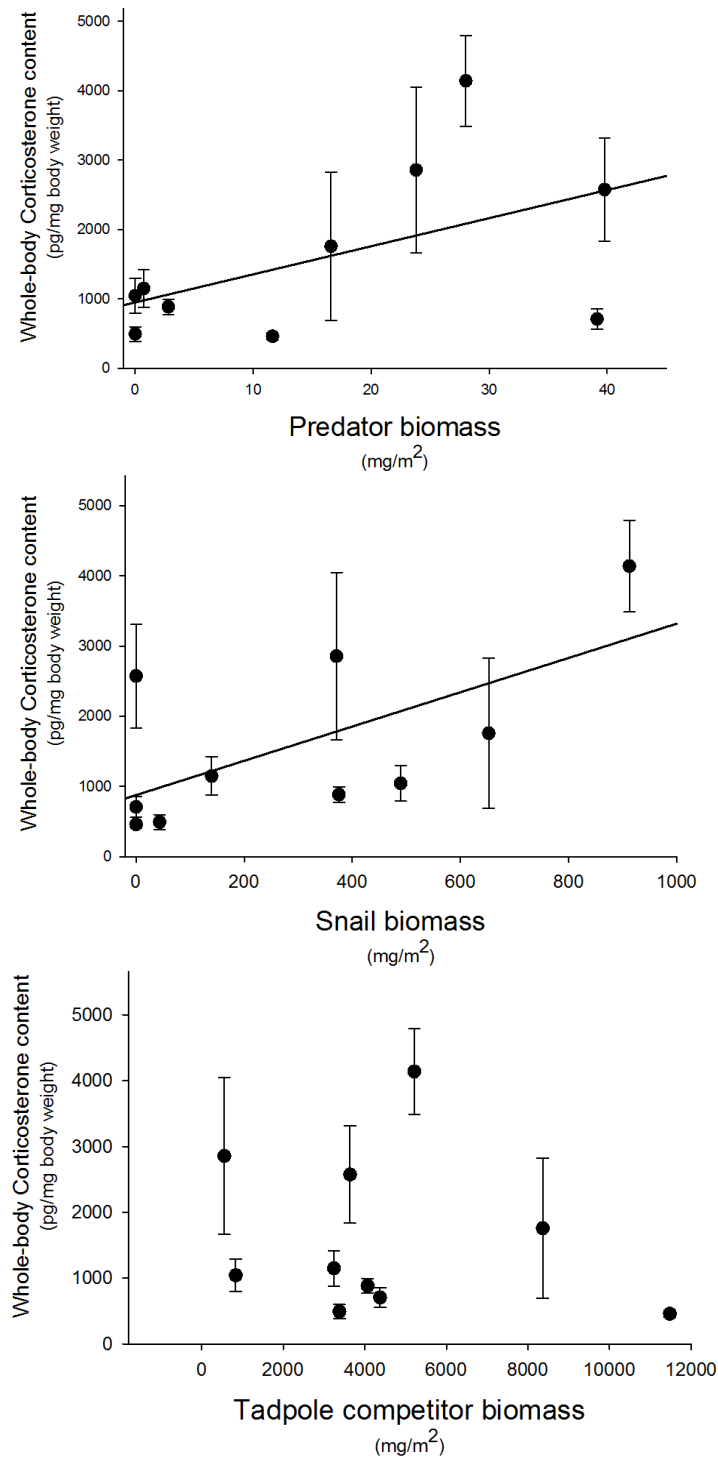 Whole-body Corticosterone content
(pg/mg body weight)
5000
4000
3000
2000
1000
0
0 10 20 30 40
Predator biomass
(mg/m2)
Whole-body Corticosterone content
(pg/mg body weight)
5000
4000
3000
2000
1000
0
0 200 400 600 800 1000
Snail biomass
(mg/m2)
Whole-body Corticosterone content
(pg/mg body weight)
5000
4000
3000
2000
1000
0
0 2000 4000 6000 8000 10000 12000
Tadpole competitor biomass
(mg/m2)